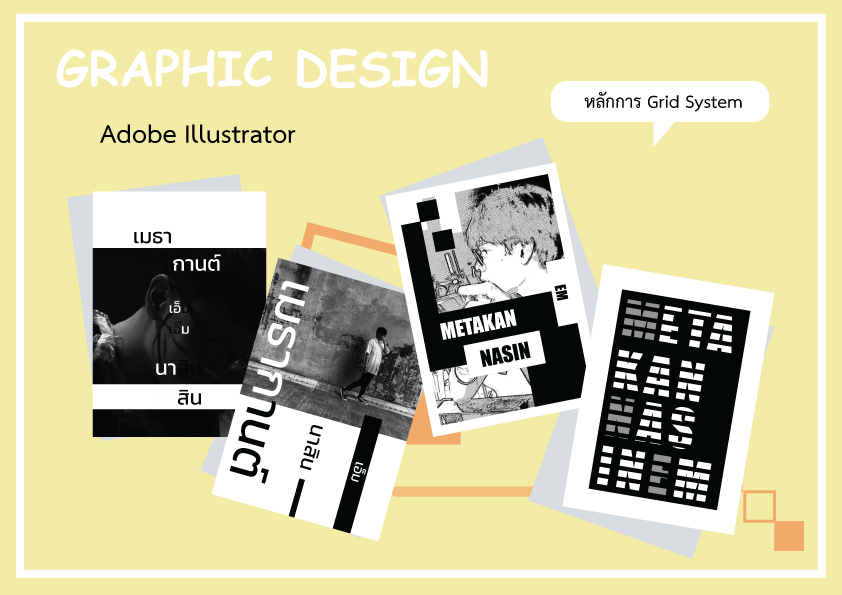 GRAPHIC DESIGN
หลักการ Grid System
Adobe Illustrator
เมธา
กานต์
เอ็
เอ็ม
นาสิน
สิน
เมธากานต์
นาสิน
เอ็ม
METAKAN
NASIN
EM
META
KAN
NAS
IN EM